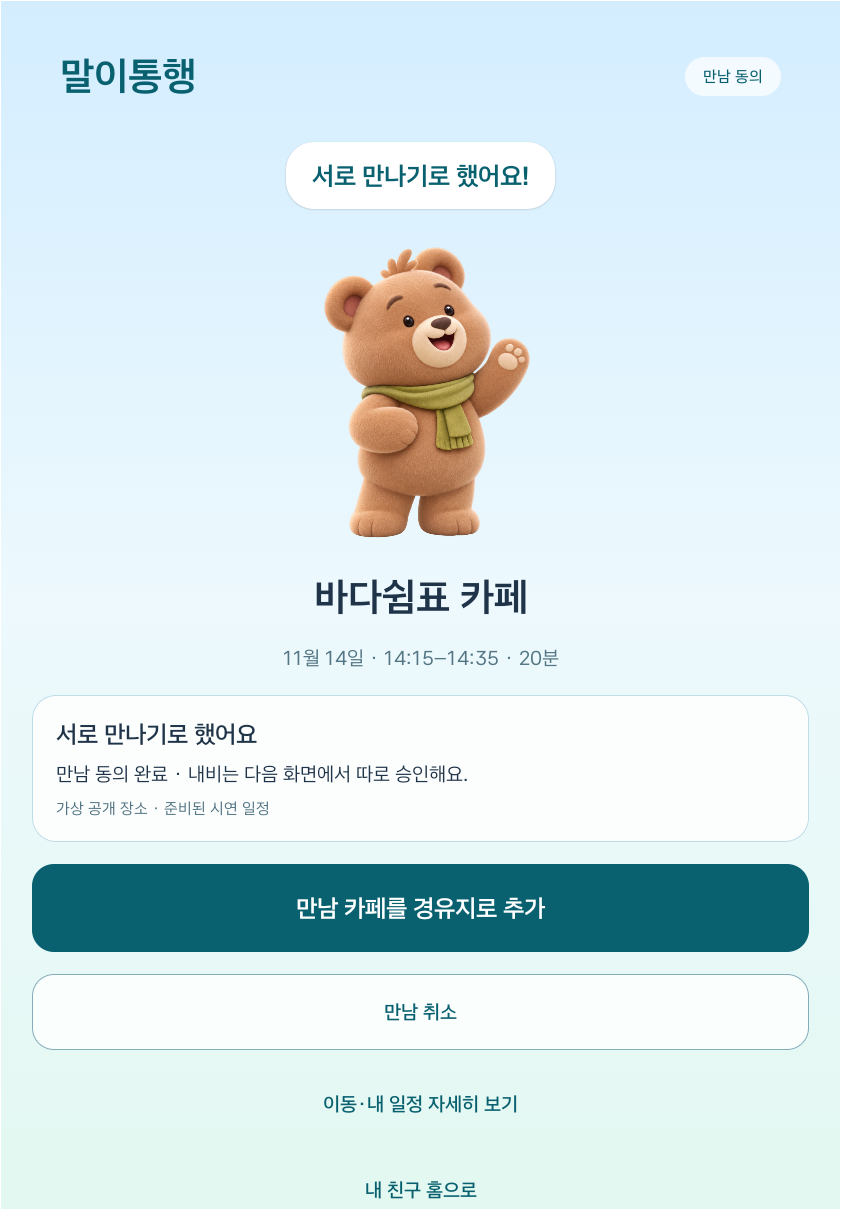 말이통행
만남 동의
서로 만나기로 했어요!
바다쉼표 카페
11월 14일 · 14:15–14:35 · 20분
서로 만나기로 했어요
만남 동의 완료 · 내비는 다음 화면에서 따로 승인해요.
가상 공개 장소 · 준비된 시연 일정
만남 카페를 경유지로 추가
만남 취소
이동·내 일정 자세히 보기
내 친구 홈으로